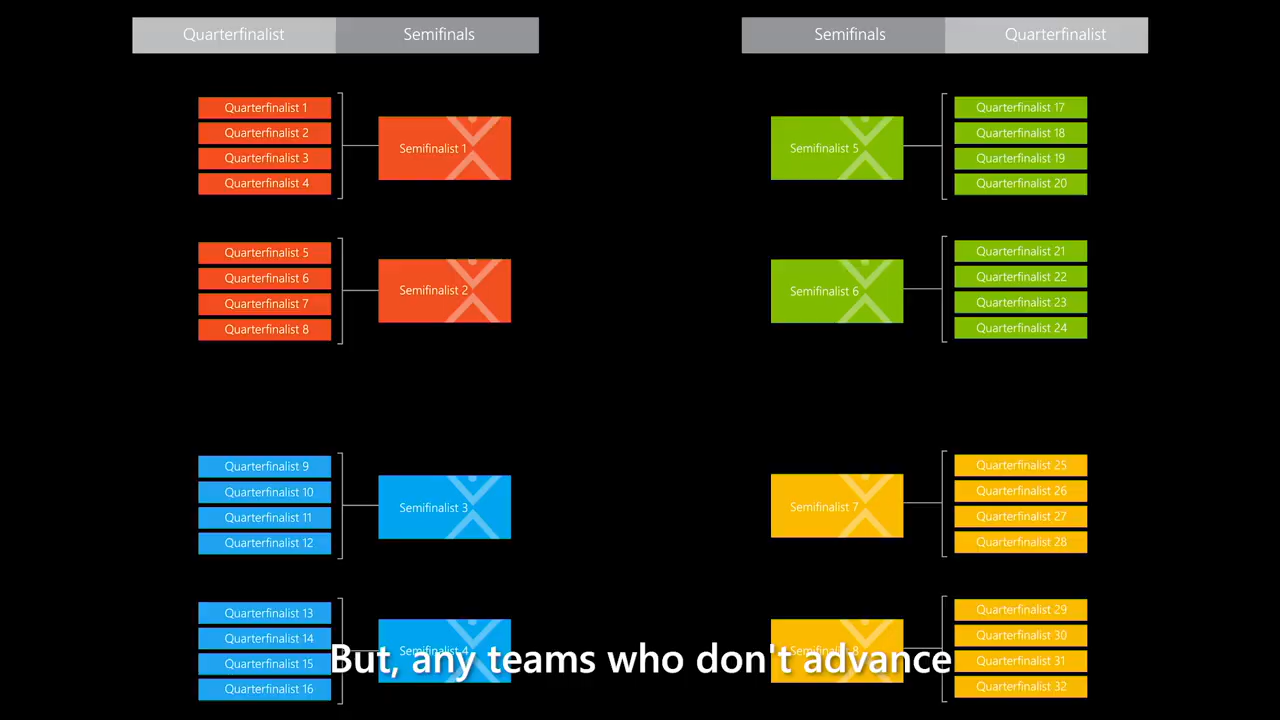 Quarterfinalist
Semifinals
Semifinals
Quarterfinalist
Quarterfinalist 1
Quarterfinalist 2
Quarterfinalist 3
Quarterfinalist 4
Semifinalist 1
Semifinalist 5
Quarterfinalist 17
Quarterfinalist 18
Quarterfinalist 19
Quarterfinalist 20
Quarterfinalist 5
Quarterfinalist 6
Quarterfinalist 7
Quarterfinalist 8
Semifinalist 2
Semifinalist 6
Quarterfinalist 21
Quarterfinalist 22
Quarterfinalist 23
Quarterfinalist 24
Quarterfinalist 9
Quarterfinalist 10
Quarterfinalist 11
Quarterfinalist 12
Semifinalist 3
Semifinalist 7
Quarterfinalist 25
Quarterfinalist 26
Quarterfinalist 27
Quarterfinalist 28
Quarterfinalist 13
Quarterfinalist 14
Quarterfinalist 15
Quarterfinalist 16
Semifinalist 4
Semifinalist 8
Quarterfinalist 29
Quarterfinalist 30
Quarterfinalist 31
Quarterfinalist 32
But, any teams who don't advance